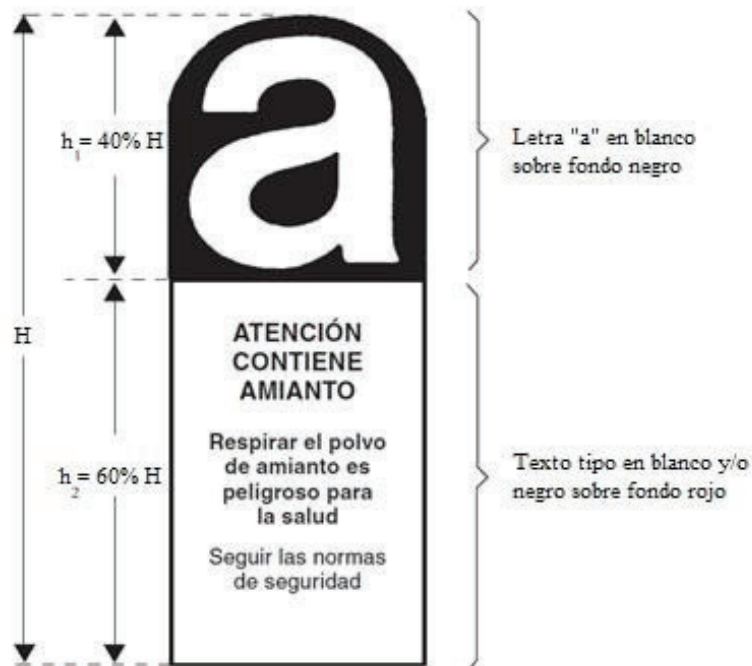 a
h1 = 40% H
Letra "a" en blanco
sobre fondo negro
H
ATENCIÓN
CONTIENE
AMIANTO
Respirar el polvo
de amianto es
peligroso para
la salud
Seguir las normas
de seguridad
h2 = 60% H
Texto tipo en blanco y/o
negro sobre fondo rojo